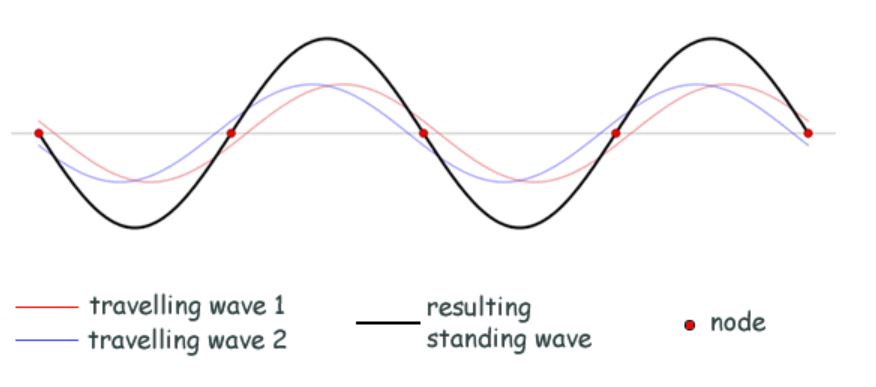 travelling wave 1
travelling wave 2
resulting
standing wave
node